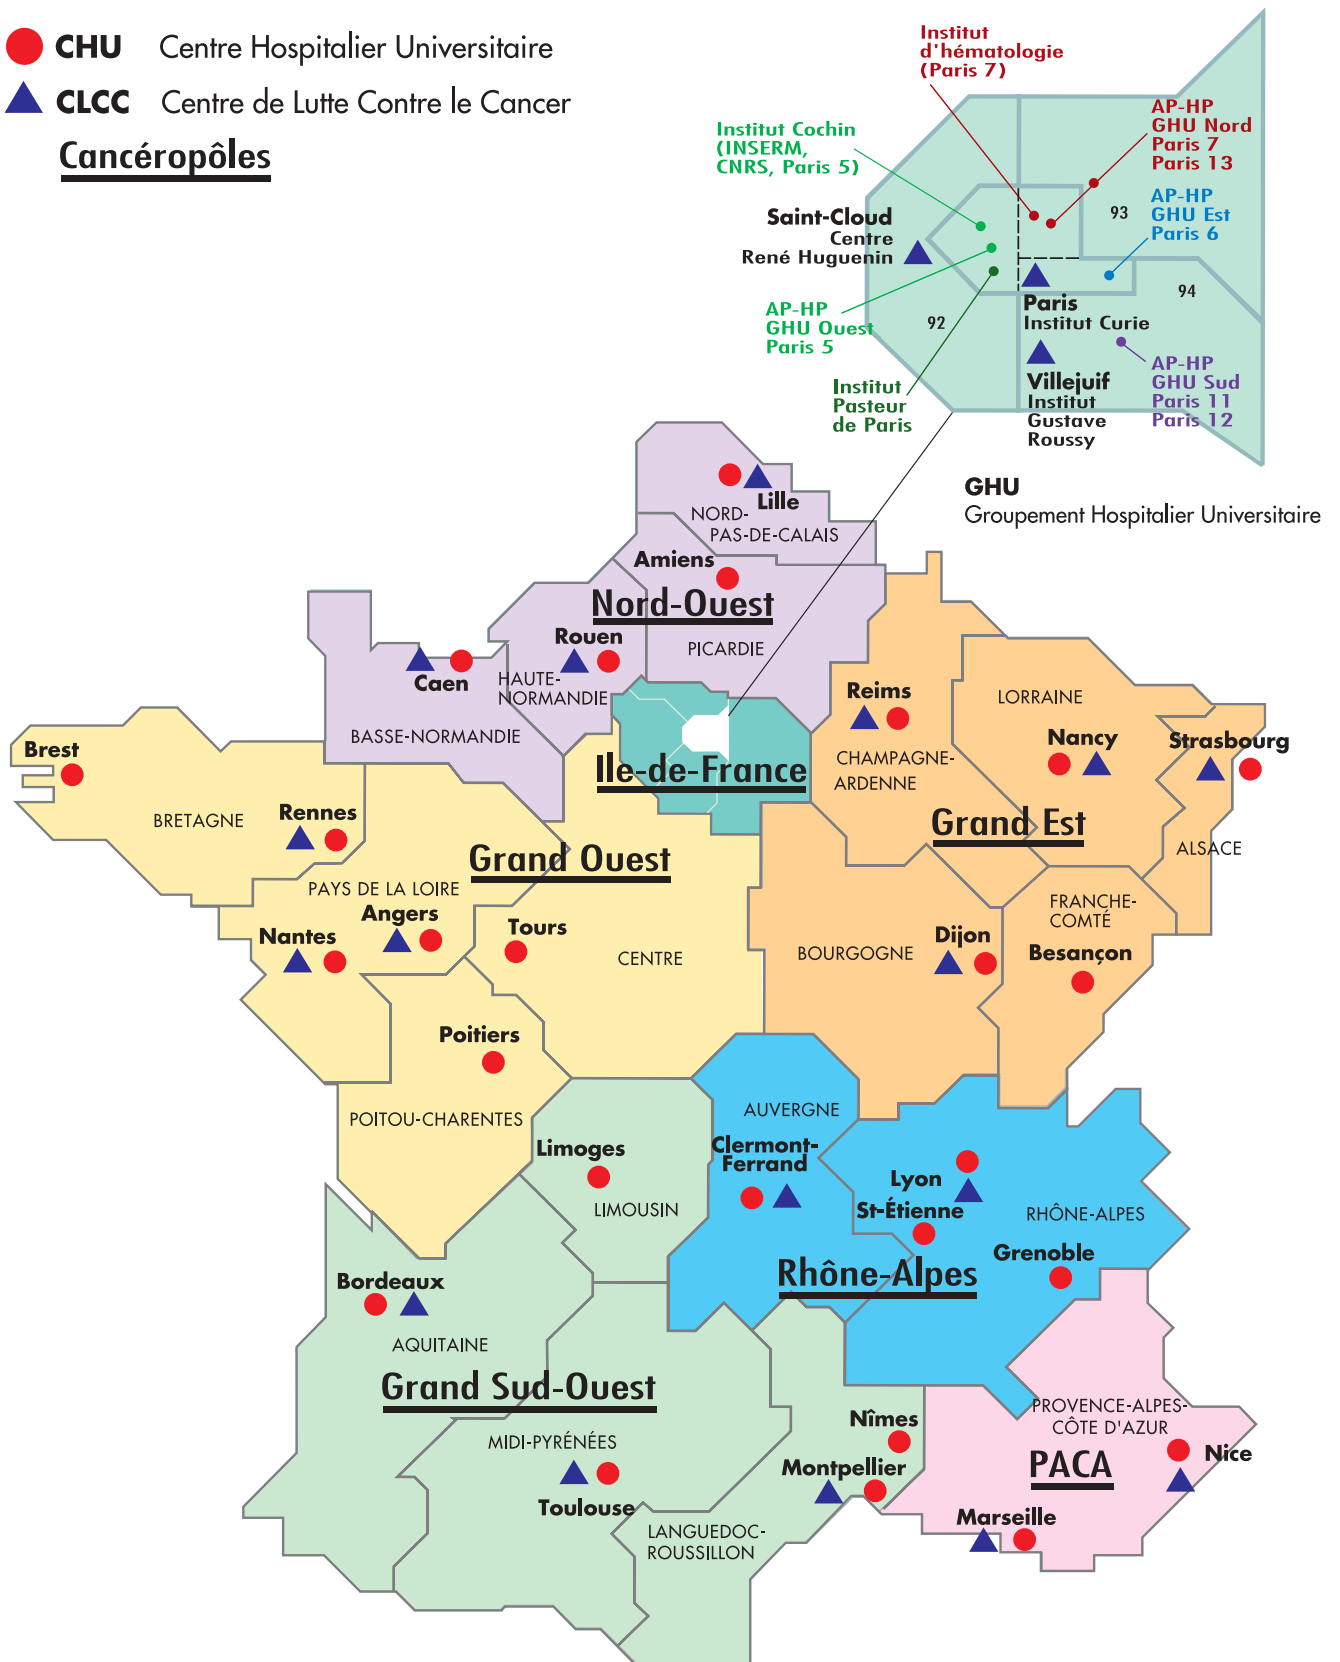 CHU Centre Hospitalier Universitaire
CLCC Centre de Lutte Contre le Cancer
Cancéropôles
Institut
d'hématologie
(Paris 7)
AP-HP
GHU Nord
Paris 7
Paris 13
Institut Cochin
(INSERM,
CNRS, Paris 5)
93
AP-HP
GHU Est
Paris 6
Saint-Cloud
Centre
René Huguenin
94
Paris
Institut Curie
92
AP-HP
GHU Ouest
Paris 5
Villejuif
Institut
Gustave
Roussy
AP-HP
GHU Sud
Paris 11
Paris 12
Institut
Pasteur
de Paris
GHU
Groupement Hospitalier Universitaire
Lille
NORD-
PAS-DE-CALAIS
Amiens
Nord-Ouest
Rouen
PICARDIE
Caen
HAUTE-
NORMANDIE
BASSE-NORMANDIE
Reims
LORRAINE
Nancy
Strasbourg
CHAMPAGNE-
ARDENNE
Ile-de-France
Brest
Rennes
BRETAGNE
Grand Est
ALSACE
Grand Ouest
PAYS DE LA LOIRE
Angers
Nantes
Tours
CENTRE
FRANCHE-
COMTÉ
BOURGOGNE
Dijon
Besançon
Poitiers
POITOU-CHARENTES
AUVERGNE
Clermont-
Ferrand
Limoges
LIMOUSIN
Lyon
St-Étienne
RHÔNE-ALPES
Grenoble
Rhône-Alpes
Bordeaux
AQUITAINE
Grand Sud-Ouest
MIDI-PYRÉNÉES
Toulouse
Nîmes
Montpellier
LANGUEDOC-
ROUSSILLON
PROVENCE-ALPES-
CÔTE D'AZUR
PACA
Nice
Marseille